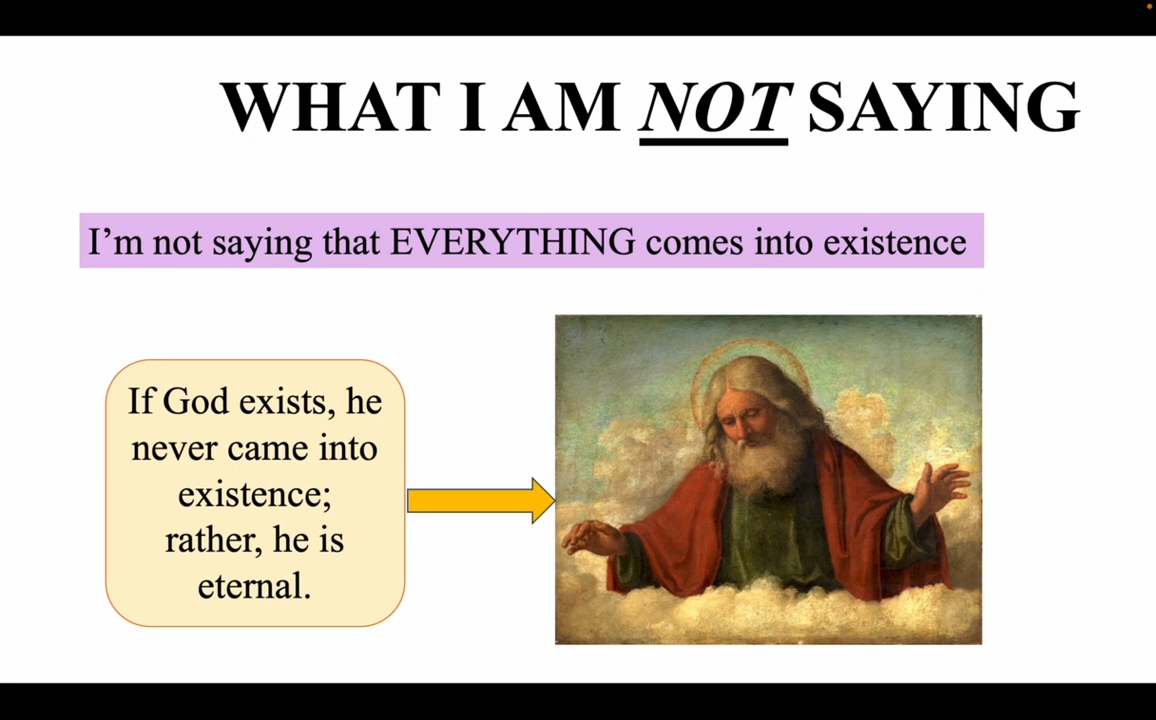 WHAT I AM NOT SAYING
I’m not saying that EVERYTHING comes into existence
If God exists, he
never came into
existence;
rather, he is
eternal.